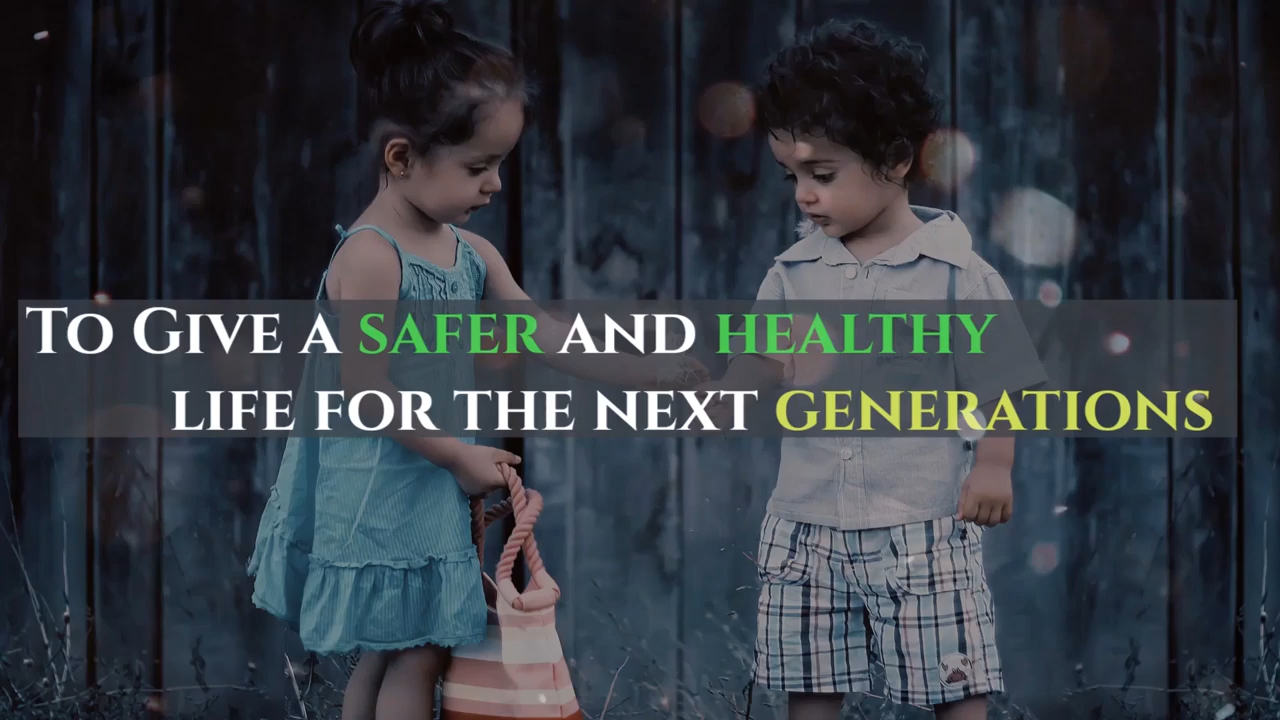 To Give a safer and healthy
life for the next generations